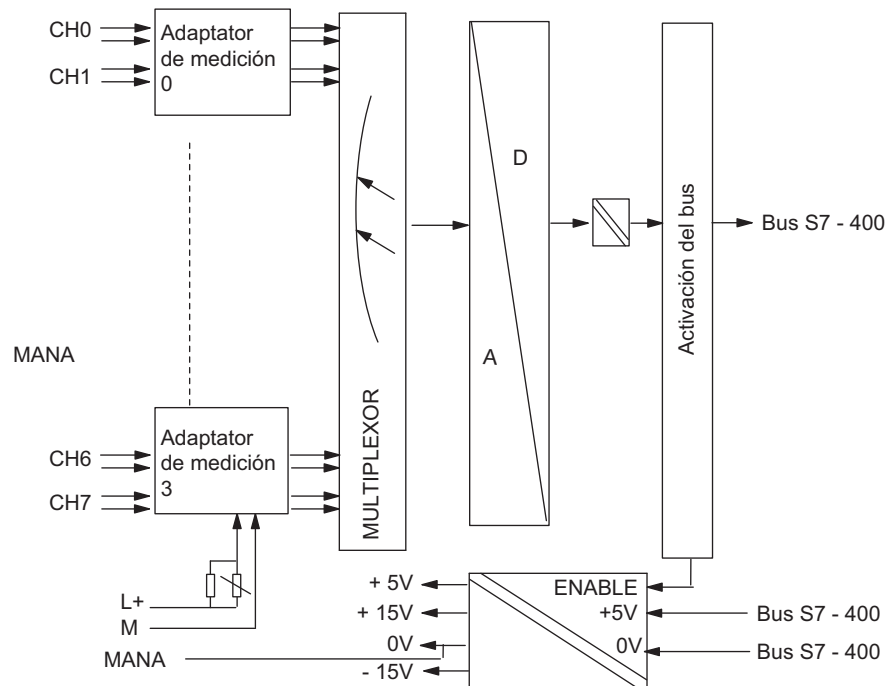 CH0
CH1
Adaptator
de medición
0
MANA
CH6
CH7
Adaptator
de medición
3
L+
M
MANA
MULTIPLEXOR
A
D
Activación del bus
Bus S7 - 400
+ 5V
+ 15V
0V
- 15V
ENABLE
+5V
0V
Bus S7 - 400
Bus S7 - 400